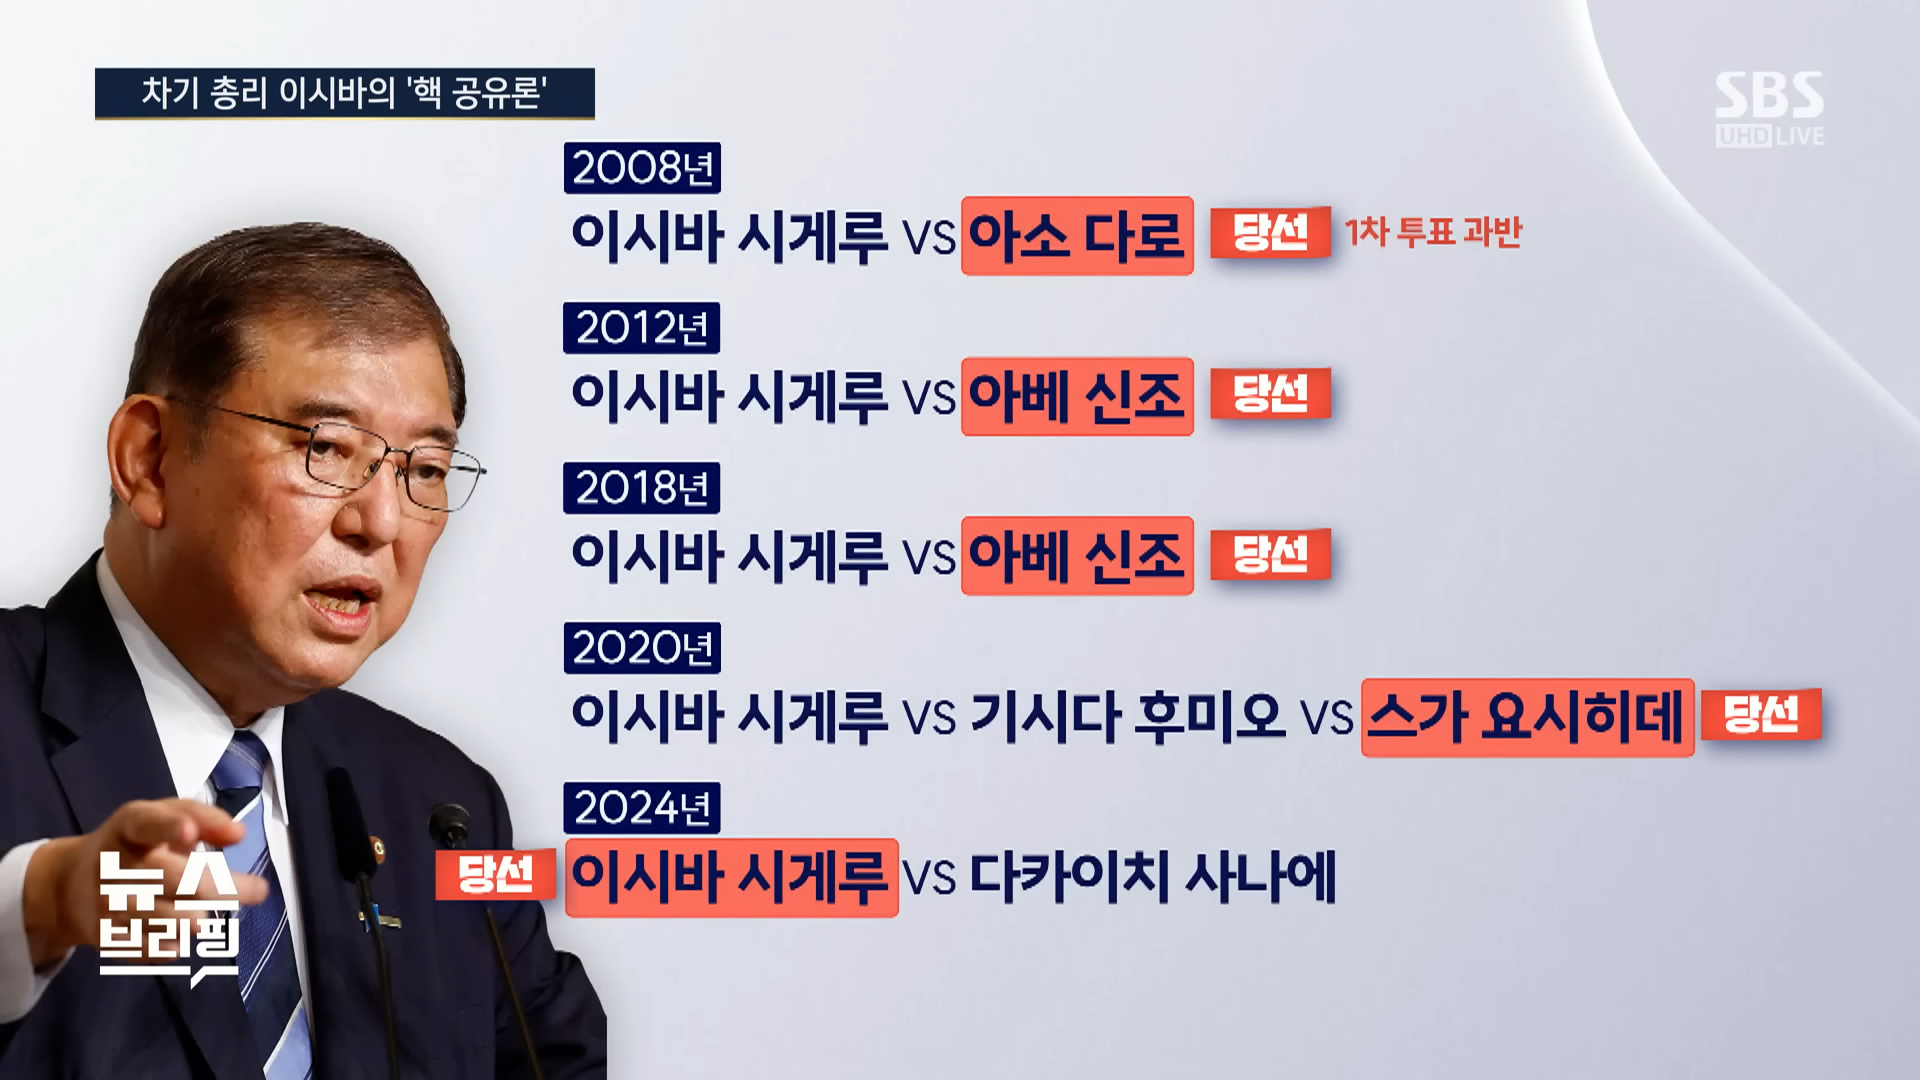 차기 총리 이시바의 '핵 공유론'
SBS
UHD LIVE
2008년
이시바 시게루 VS 아소 다로 당선 1차 투표 과반
2012년
이시바 시게루 VS 아베 신조 당선
2018년
이시바 시게루 VS 아베 신조 당선
2020년
이시바 시게루 VS 기시다 후미오 VS 스가 요시히데 당선
2024년
당선 이시바 시게루 VS 다카이치 사나에
뉴스
브리핑